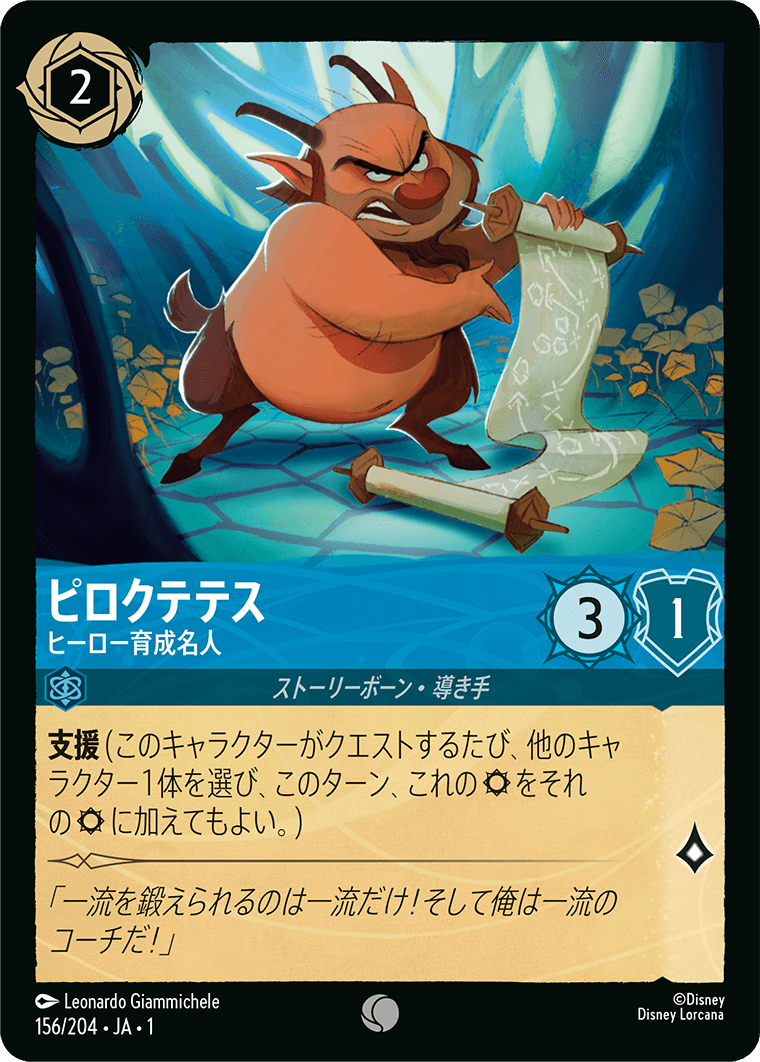 2
ピロクテテス
ヒーロー育成名人
3
1
ストーリーボーン・導き手
支援(このキャラクターがクエストするたび、他のキャ
ラクター1体を選び、このターン、これの をそれ
の に加えてもよい。)
「一流を鍛えられるのは一流だけ!そして俺は一流の
コーチだ!」
Leonardo Giammichele
©Disney
156/204・JA・1
Disney Lorcana